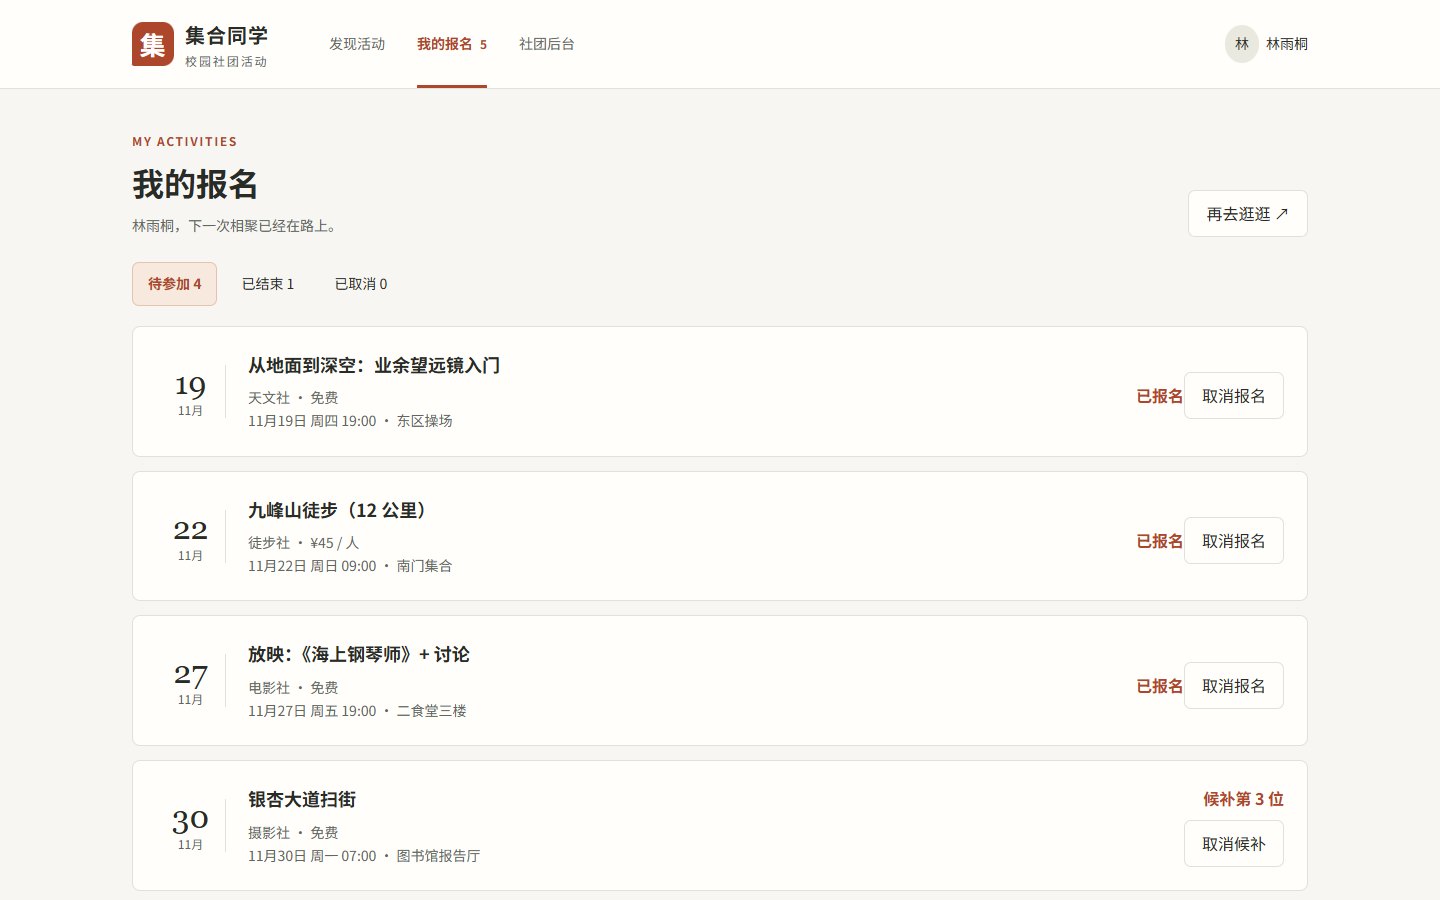 集 集合同学
校园社团活动
发现活动 我的报名 5 社团后台
林 林雨桐
MY ACTIVITIES
我的报名
林雨桐，下一次相聚已经在路上。
再去逛逛 ↗
待参加 4 已结束 1 已取消 0
19
11月
从地面到深空：业余望远镜入门
天文社 · 免费
11月19日 周四 19:00 · 东区操场
已报名 取消报名
22
11月
九峰山徒步（12 公里）
徒步社 · ¥45 / 人
11月22日 周日 09:00 · 南门集合
已报名 取消报名
27
11月
放映：《海上钢琴师》+ 讨论
电影社 · 免费
11月27日 周五 19:00 · 二食堂三楼
已报名 取消报名
30
11月
银杏大道扫街
摄影社 · 免费
11月30日 周一 07:00 · 图书馆报告厅
候补第 3 位
取消候补